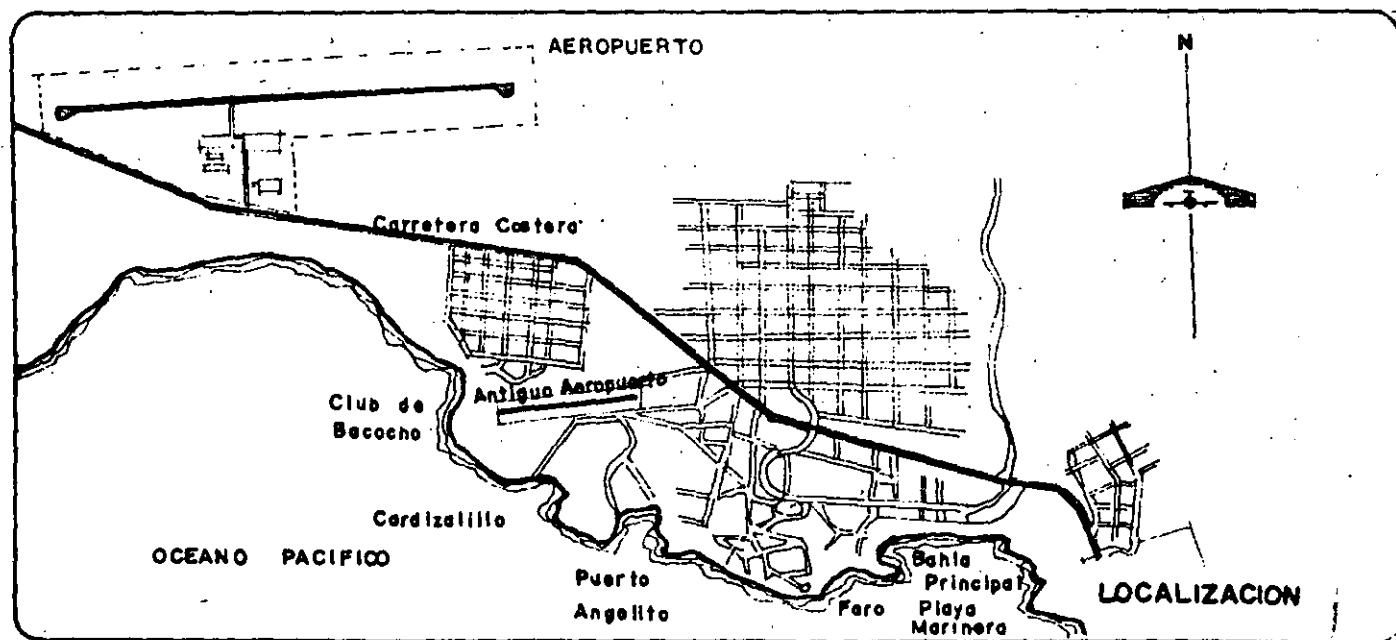 AEROPUERTO
N
Carretera Costera
Antiguo Aeropuerto
Club de
Bacocho
Cardizalillo
OCEANO PACIFICO
Puerto
Angelito
Faro
Bahia
Principal
Playa
Marinera
LOCALIZACION